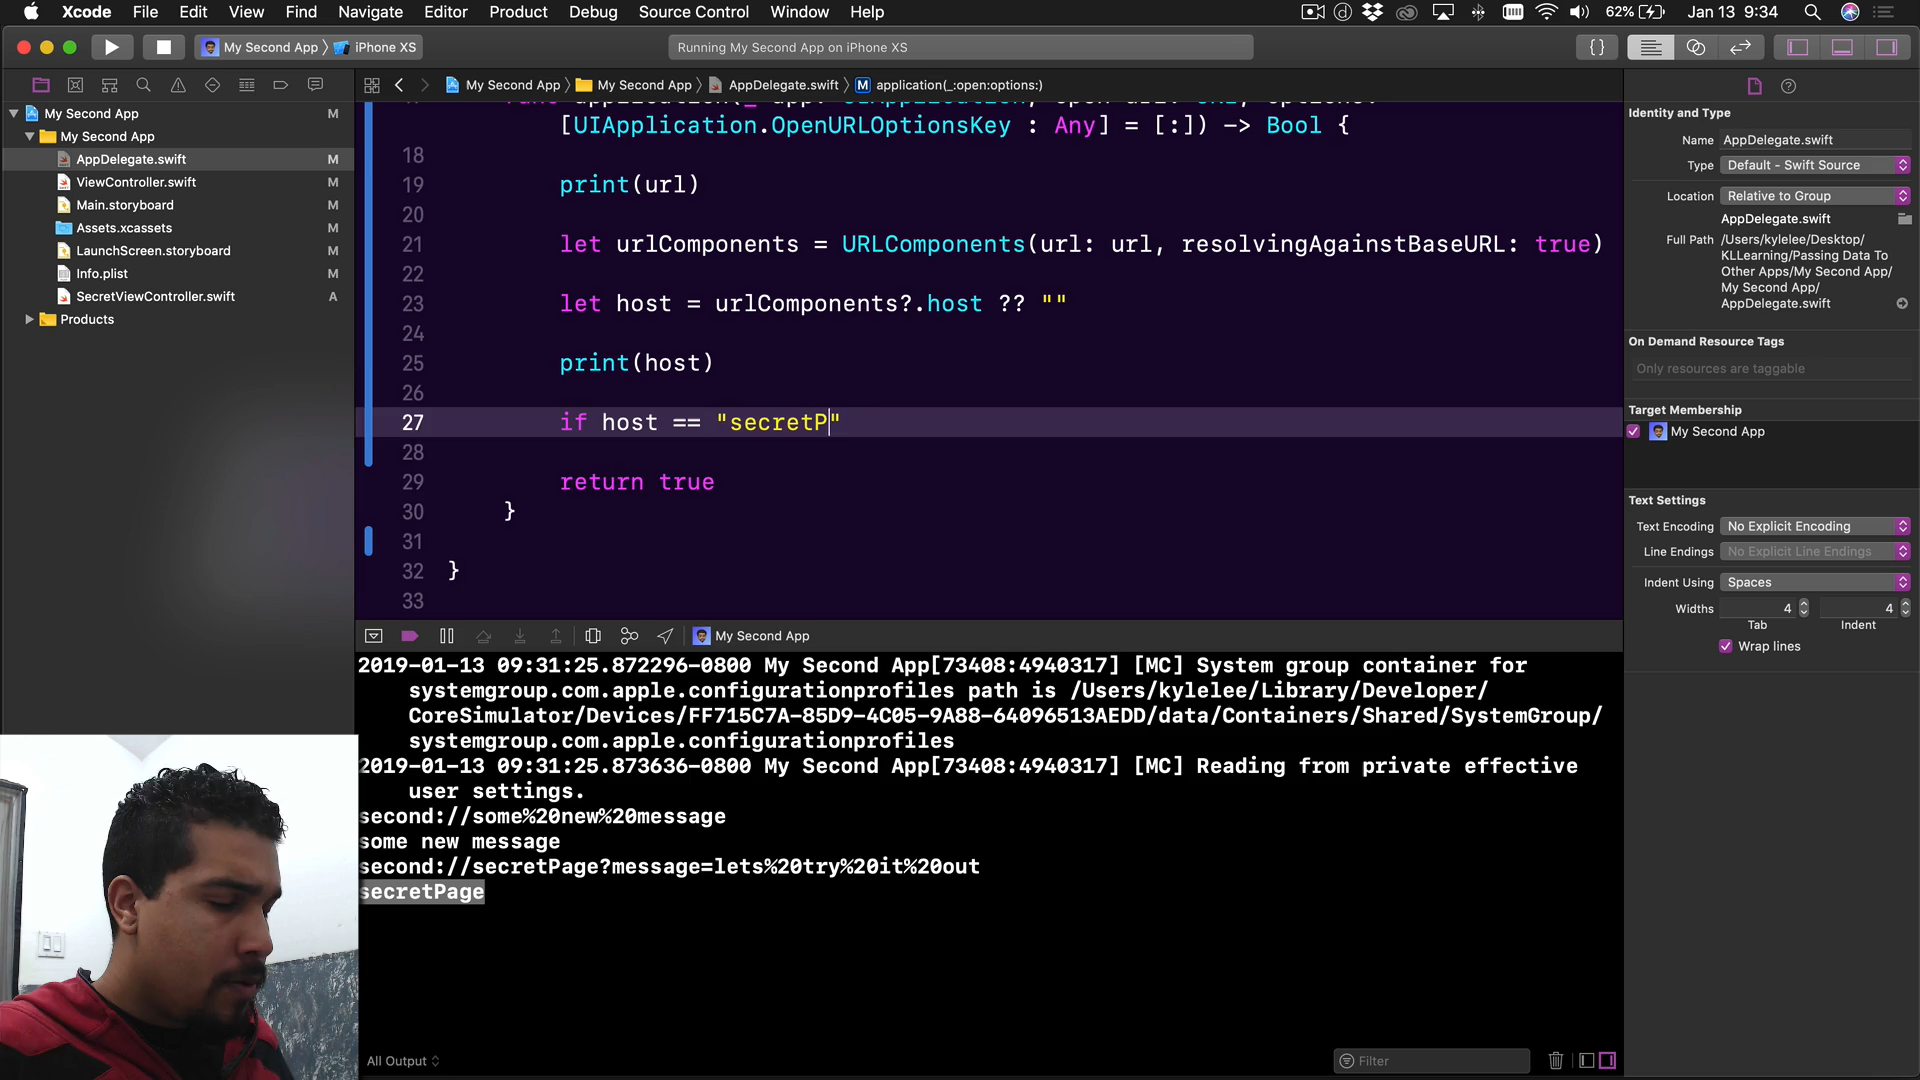 Xcode File Edit View Find Navigate Editor Product Debug Source Control Window Help 62% Jan 13 9:34
My Second App iPhone XS Running My Second App on iPhone XS
My Second App My Second App AppDelegate.swift application(_:open:options:)
My Second App M
My Second App
AppDelegate.swift M
ViewController.swift M
Main.storyboard M
Assets.xcassets M
LaunchScreen.storyboard M
Info.plist M
SecretViewController.swift A
Products
[UIApplication.OpenURLOptionsKey : Any] = [:]) -> Bool {
18
19 print(url)
20
21 let urlComponents = URLComponents(url: url, resolvingAgainstBaseURL: true)
22
23 let host = urlComponents?.host ?? ""
24
25 print(host)
26
27 if host == "secretP"
28
29 return true
30 }
31
32 }
33
My Second App
2019-01-13 09:31:25.872296-0800 My Second App[73408:4940317] [MC] System group container for
systemgroup.com.apple.configurationprofiles path is /Users/kylelee/Library/Developer/
CoreSimulator/Devices/FF715C7A-85D9-4C05-9A88-64096513AEDD/data/Containers/Shared/SystemGroup/
systemgroup.com.apple.configurationprofiles
2019-01-13 09:31:25.873636-0800 My Second App[73408:4940317] [MC] Reading from private effective
user settings.
second://some%20new%20message
some new message
second://secretPage?message=lets%20try%20it%20out
secretPage
All Output Filter
Identity and Type
Name AppDelegate.swift
Type Default - Swift Source
Location Relative to Group
AppDelegate.swift
Full Path /Users/kylelee/Desktop/
KLLearning/Passing Data To
Other Apps/My Second App/
My Second App/
AppDelegate.swift
On Demand Resource Tags
Only resources are taggable
Target Membership
My Second App
Text Settings
Text Encoding No Explicit Encoding
Line Endings No Explicit Line Endings
Indent Using Spaces
Widths 4 4
Tab Indent
Wrap lines